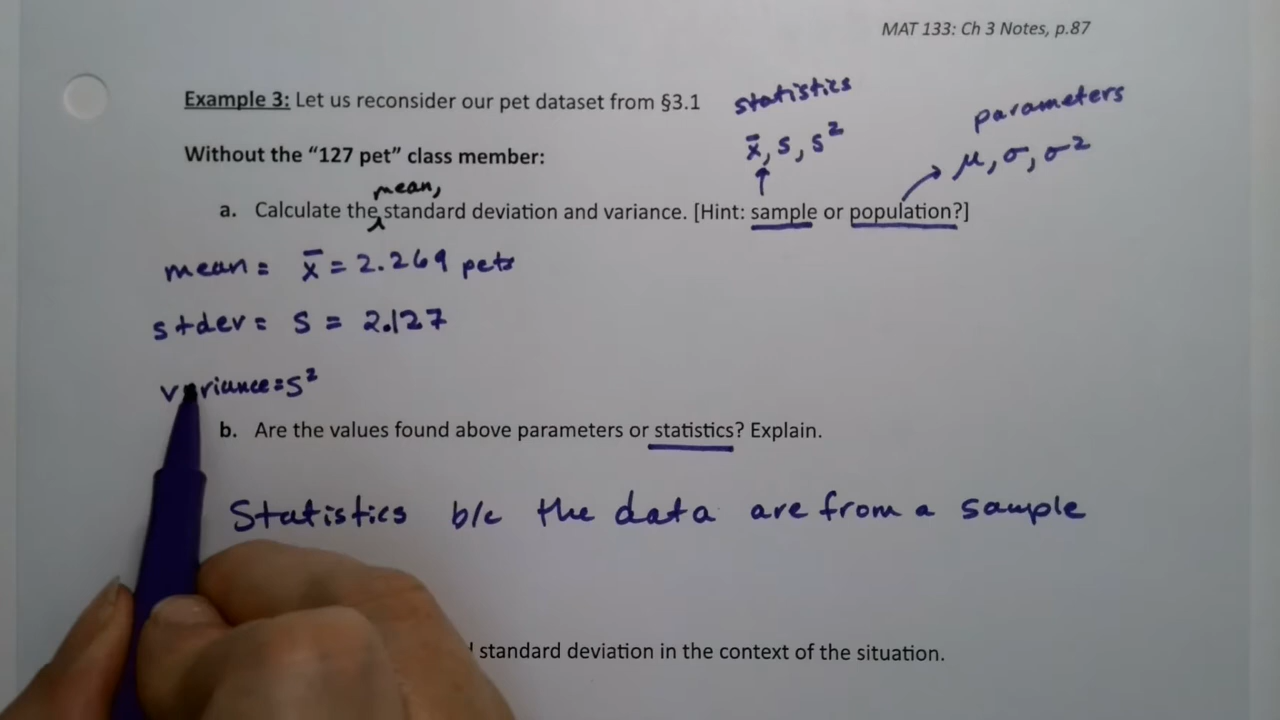 MAT 133: Ch 3 Notes, p.87
Example 3: Let us reconsider our pet dataset from §3.1
statistics
parameters
Without the “127 pet” class member:
x̄, s, s²
μ, σ, σ²
mean,
a. Calculate the standard deviation and variance. [Hint: sample or population?]
mean = x̄ = 2.269 pets
stdev = s = 2.127
variance = s²
b. Are the values found above parameters or statistics? Explain.
Statistics b/c the data are from a sample
standard deviation in the context of the situation.